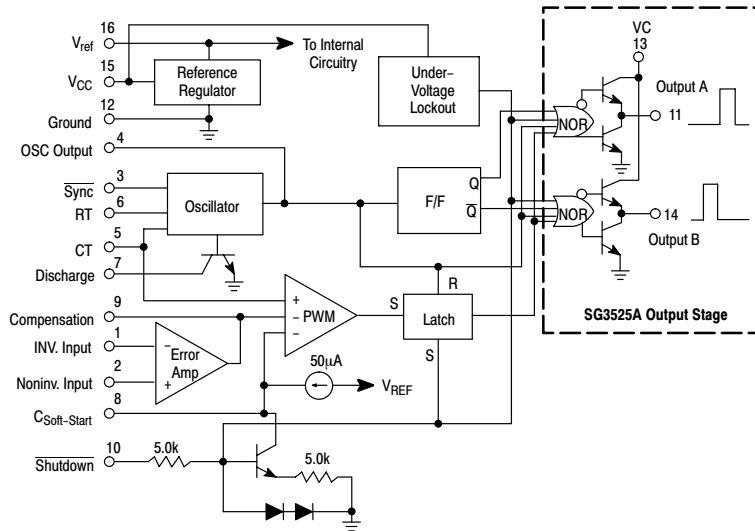 16
Vref
To Internal
Circuitry
15
VCC
Reference
Regulator
Under-
Voltage
Lockout
12
Ground
4
OSC Output
3
Sync
6
RT
5
CT
7
Discharge
Oscillator
F/F
Q
Q
9
Compensation
1
INV. Input
2
Noninv. Input
8
CSoft-Start
10
Shutdown
5.0k
5.0k
Error
Amp
-
+
+
-
-
PWM
S
R
Latch
S
50µA
VREF
VC
13
Output A
11
NOR
NOR
14
Output B
SG3525A Output Stage